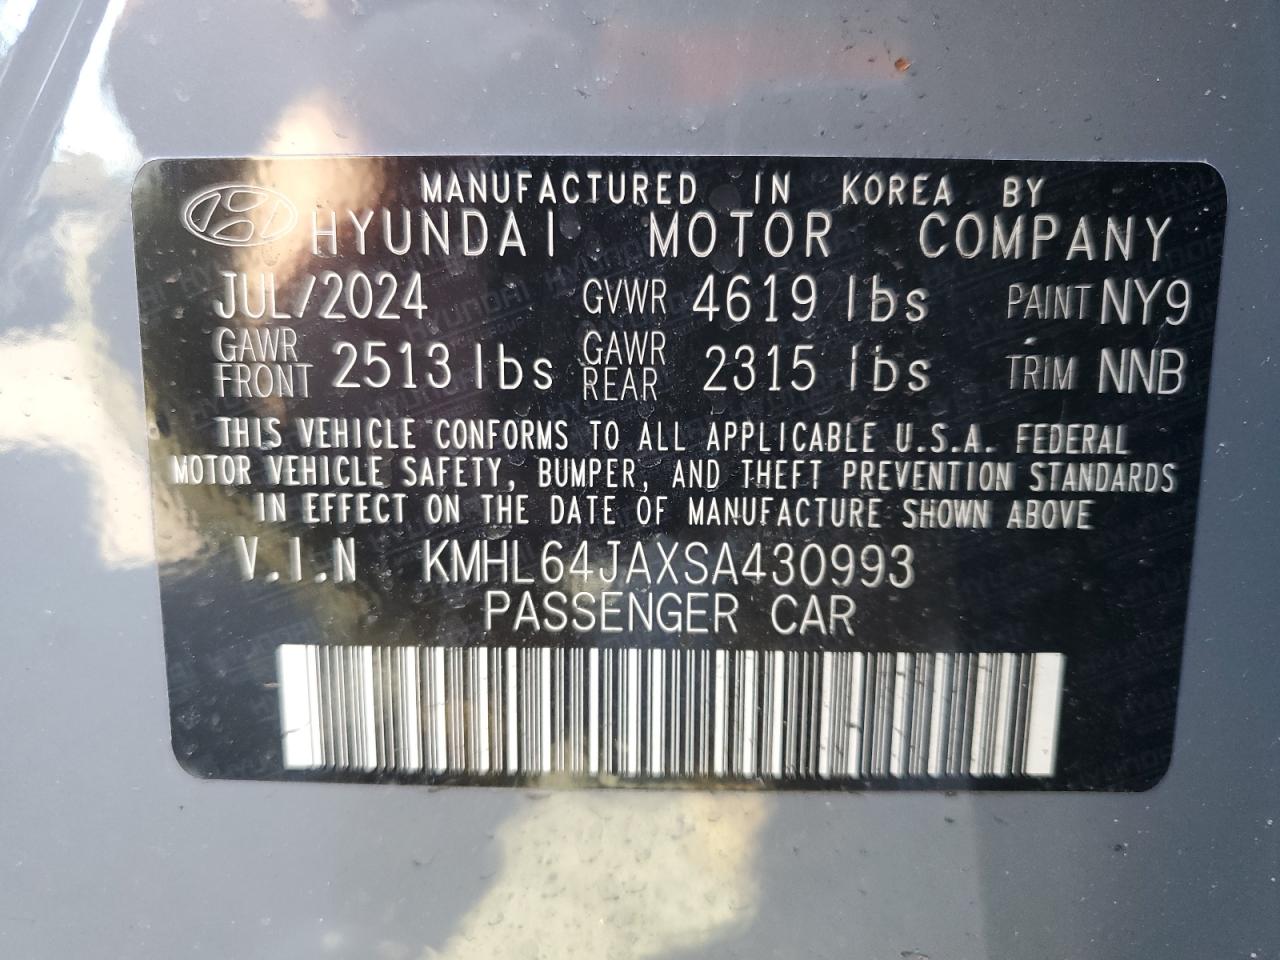 MANUFACTURED IN KOREA BY
HYUNDAI MOTOR COMPANY
JUL/2024 GVWR 4619 lbs PAINT NY9
GAWR FRONT 2513 lbs GAWR REAR 2315 lbs TRIM NNB
THIS VEHICLE CONFORMS TO ALL APPLICABLE U.S.A. FEDERAL
MOTOR VEHICLE SAFETY, BUMPER, AND THEFT PREVENTION STANDARDS
IN EFFECT ON THE DATE OF MANUFACTURE SHOWN ABOVE
V.I.N KMHL64JAXSA430993
PASSENGER CAR